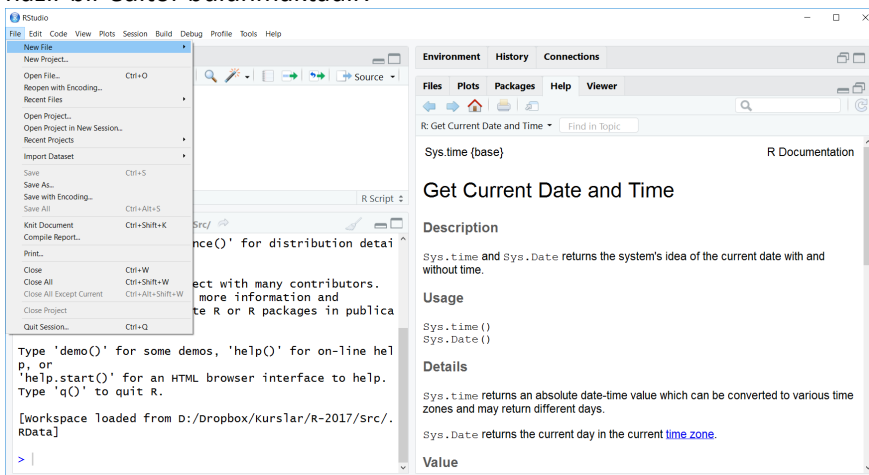 hazır bir editör bulunmaktadır.
RStudio
File Edit Code View Plots Session Build Debug Profile Tools Help
New File
New Project...
Open File... Ctrl+O
Reopen with Encoding...
Recent Files
Open Project...
Open Project in New Session...
Recent Projects
Import Dataset
Save Ctrl+S
Save As...
Save with Encoding...
Save All Ctrl+Alt+S
Knit Document Ctrl+Shift+K
Compile Report...
Print...
Close Ctrl+W
Close All Ctrl+Shift+W
Close All Except Current Ctrl+Alt+Shift+W
Close Project
Quit Session... Ctrl+Q
Source
R Script
Src/
nce()' for distribution detai
ect with many contributors.
more information and
te R or R packages in publica
Type 'demo()' for some demos, 'help()' for on-line hel
p, or
'help.start()' for an HTML browser interface to help.
Type 'q()' to quit R.
[Workspace loaded from D:/Dropbox/Kurslar/R-2017/Src/.
RData]
>
Environment History Connections
Files Plots Packages Help Viewer
R: Get Current Date and Time Find in Topic
Sys.time {base} R Documentation
Get Current Date and Time
Description
Sys.time and Sys.Date returns the system's idea of the current date with and
without time.
Usage
Sys.time()
Sys.Date()
Details
Sys.time returns an absolute date-time value which can be converted to various time
zones and may return different days.
Sys.Date returns the current day in the current time zone.
Value